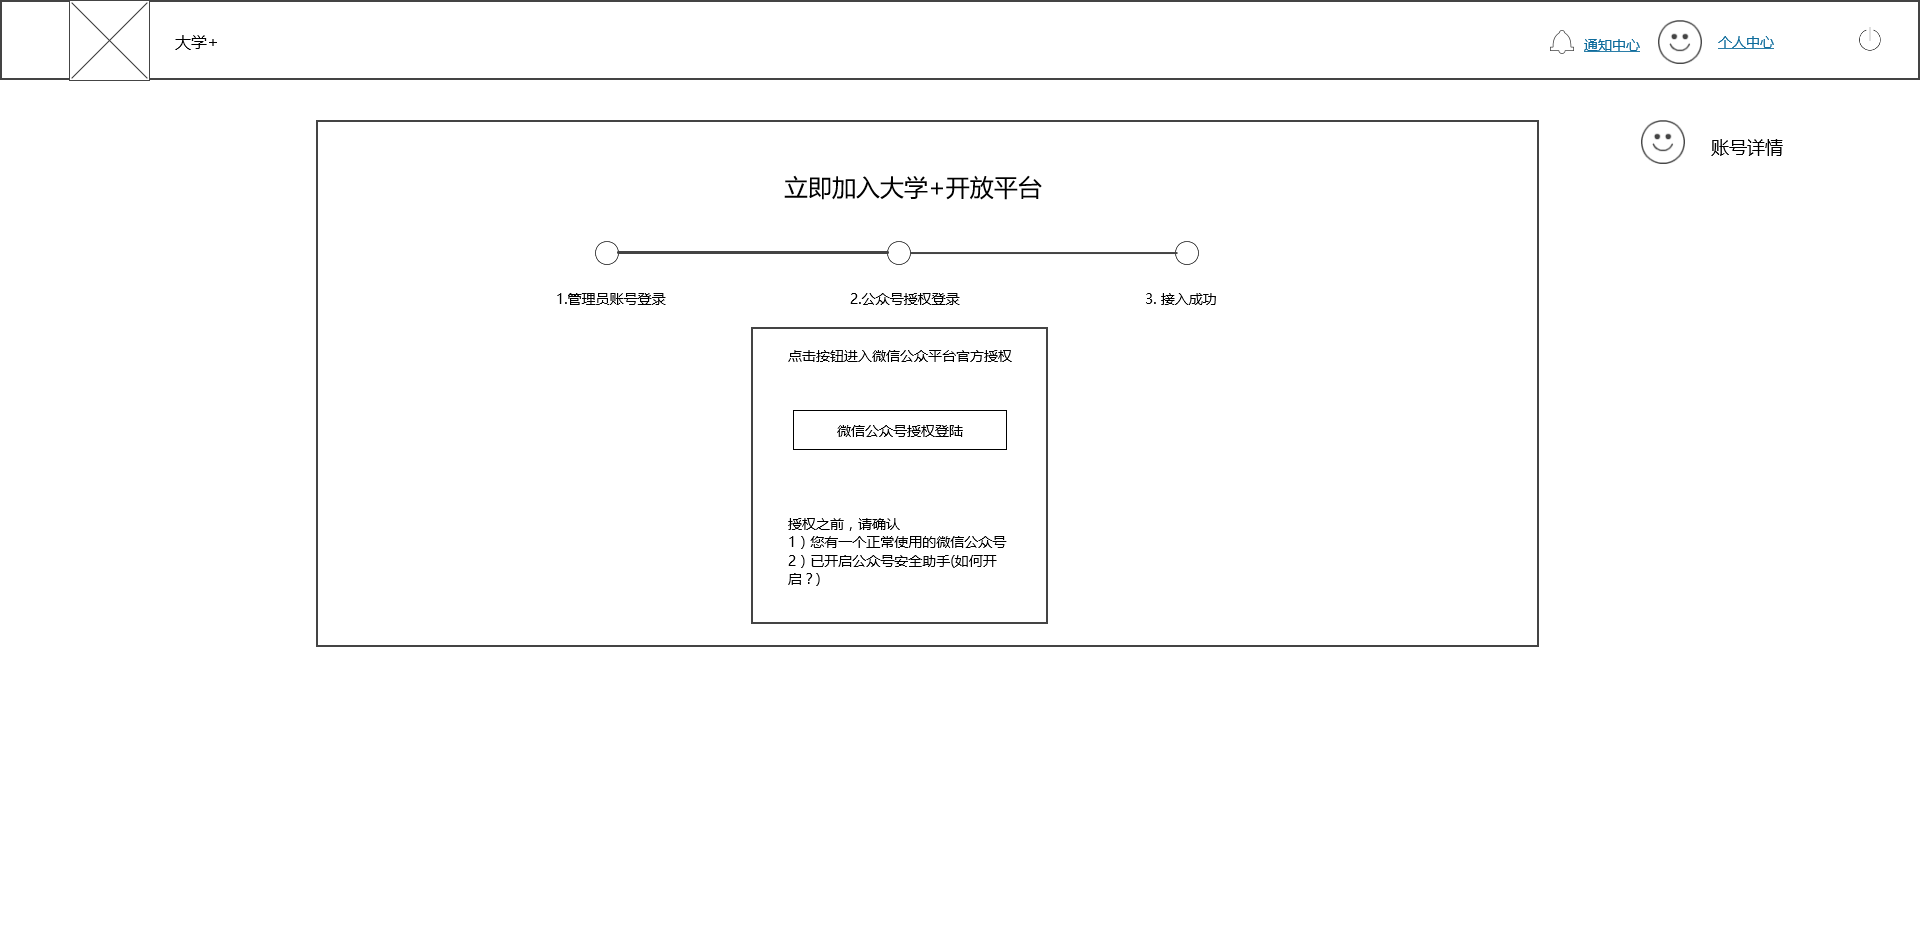 大学+
通知中心
个人中心
账号详情
立即加入大学+开放平台
1.管理员账号登录
2.公众号授权登录
3. 接入成功
点击按钮进入微信公众平台官方授权
微信公众号授权登陆
授权之前，请确认
1）您有一个正常使用的微信公众号
2）已开启公众号安全助手(如何开
启？)